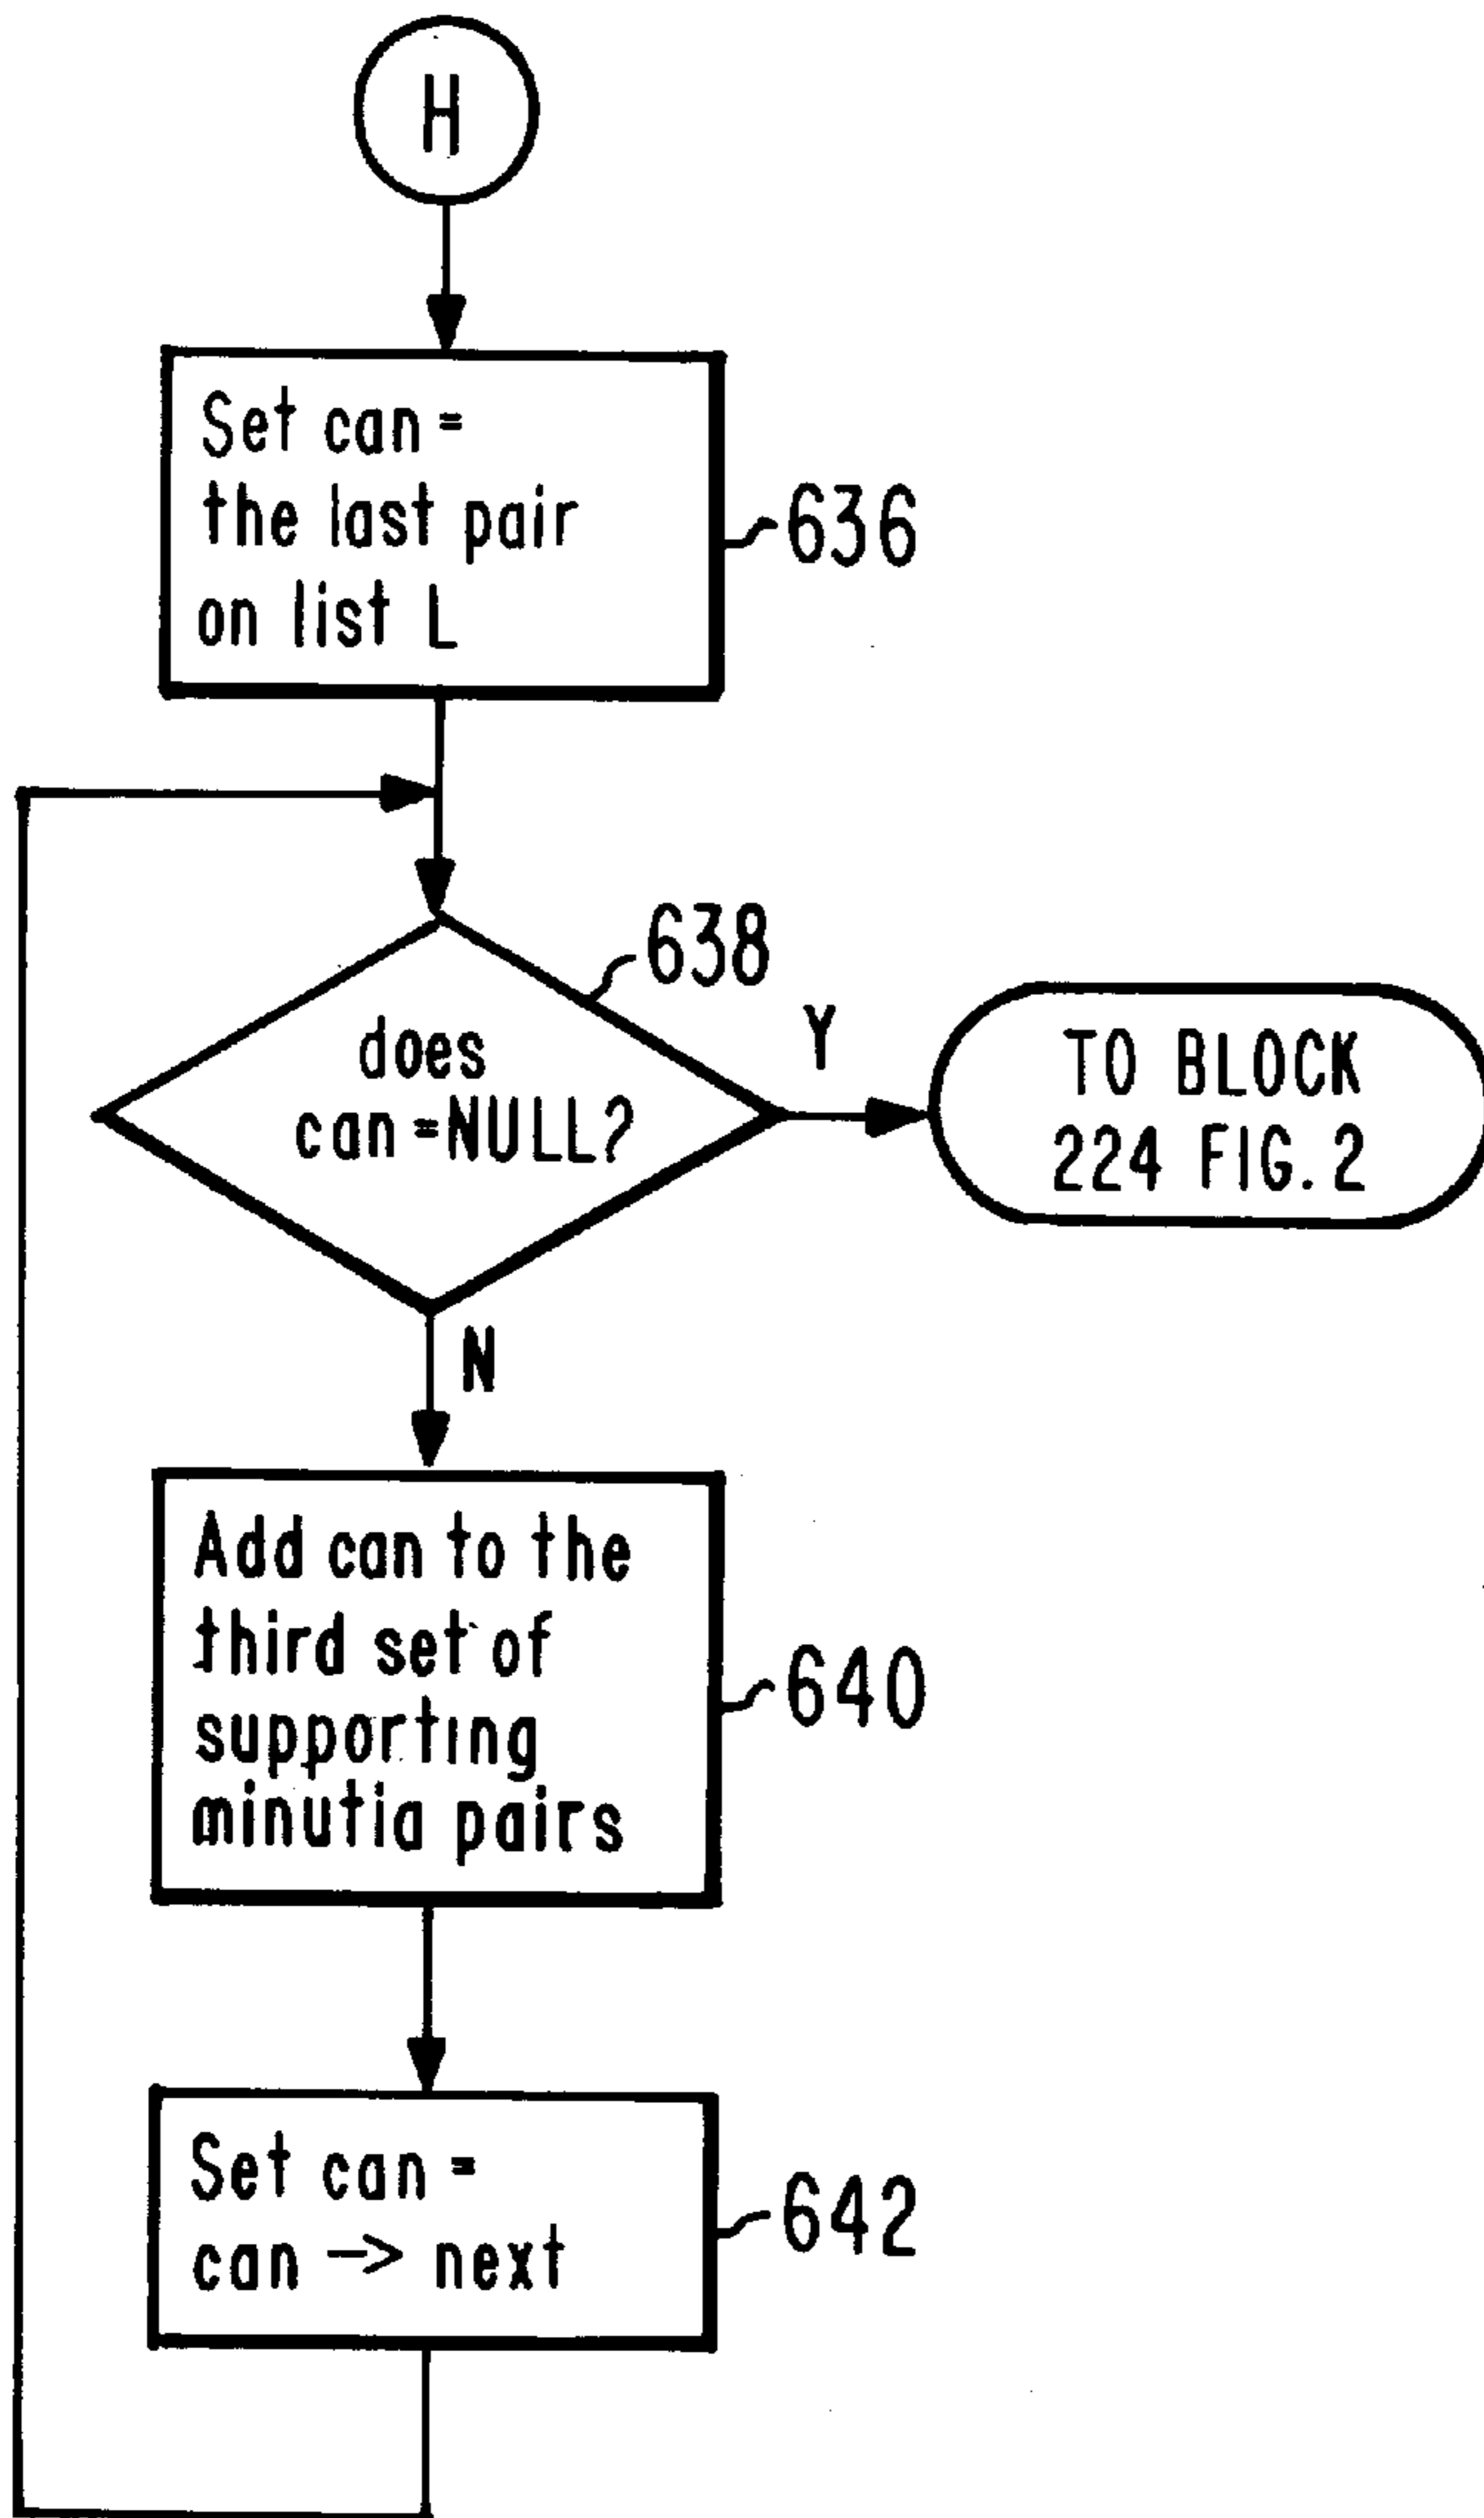 H
Set can=
the last pair
on list L
636
638
does
can=NULL?
Y
TO BLOCK
224 FIG. 2
N
Add can to the
third set of
supporting
minutia pairs
640
Set can =
can -> next
642